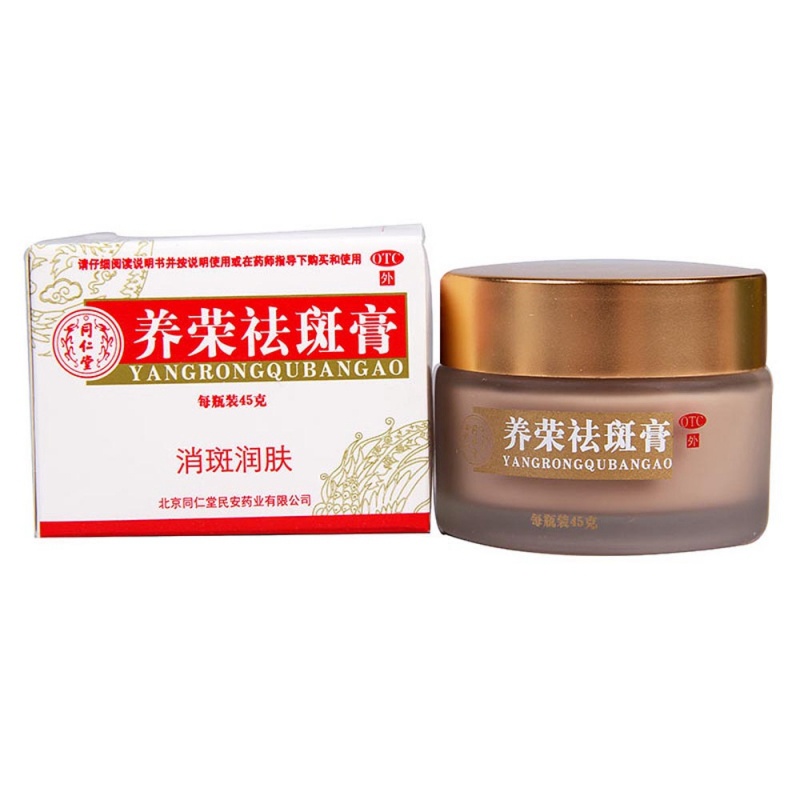 请仔细阅读说明书并按说明使用或在药师指导下购买和使用
OTC
外
同仁堂
养荣祛斑膏
YANGRONGQUBANGAO
每瓶装45克
消斑润肤
北京同仁堂民安药业有限公司
养荣祛斑膏
YANGRONGQUBANGAO
OTC
外
每瓶装45克